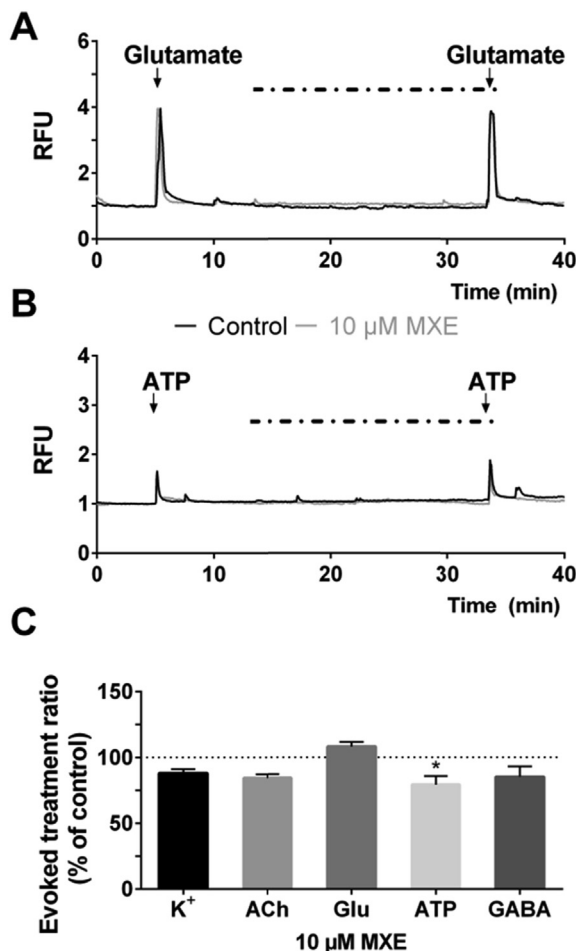 A
Glutamate Glutamate
6
4
2
0
RFU
0 10 20 30 40
Time (min)
B
Control 10 µM MXE
ATP ATP
4
3
2
1
0
RFU
0 10 20 30 40
Time (min)
C
150
100
75
50
0
Evoked treatment ratio
(% of control)
*
K+ ACh Glu ATP GABA
10 µM MXE